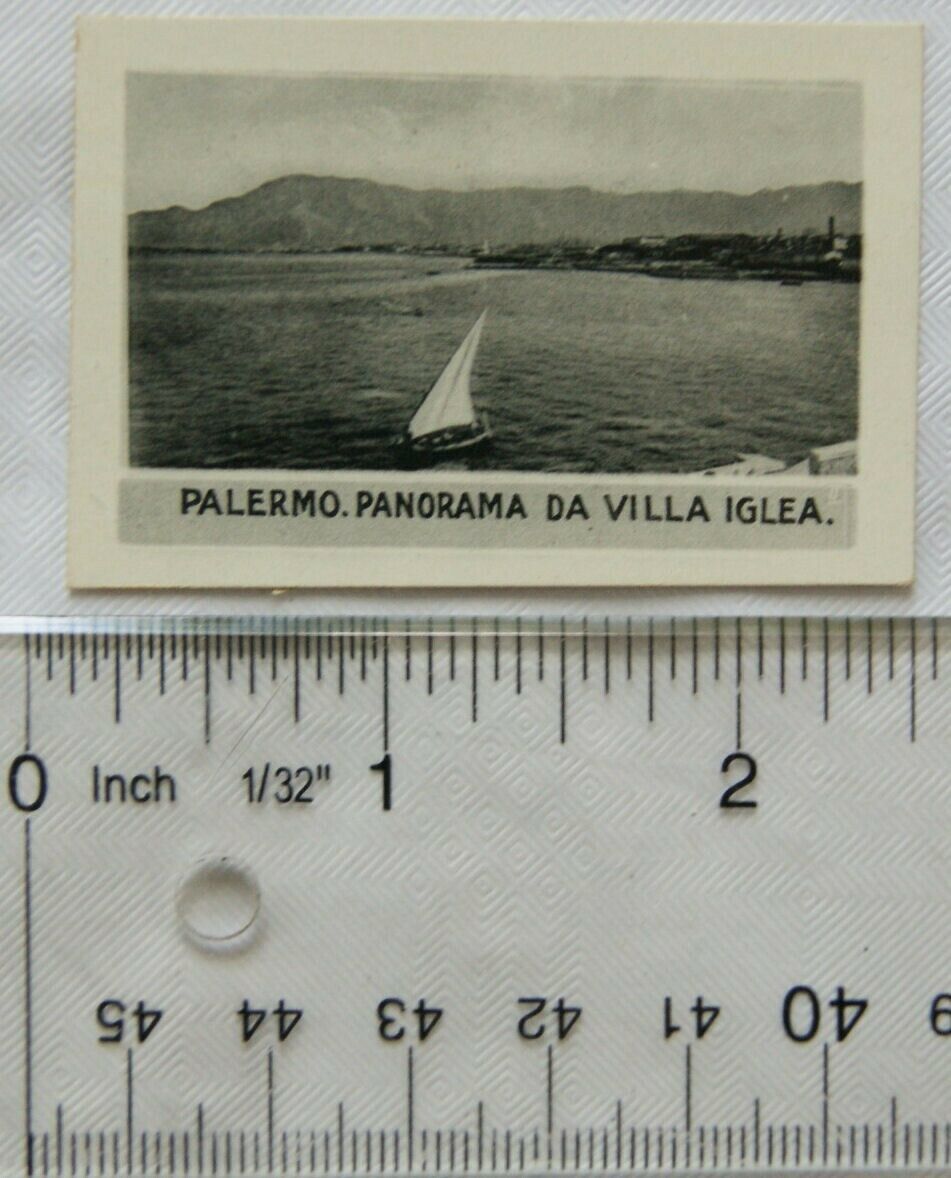 PALERMO. PANORAMA DA VILLA IGLEA.
0 Inch 1/32" 1 2
45 44 43 42 41 40